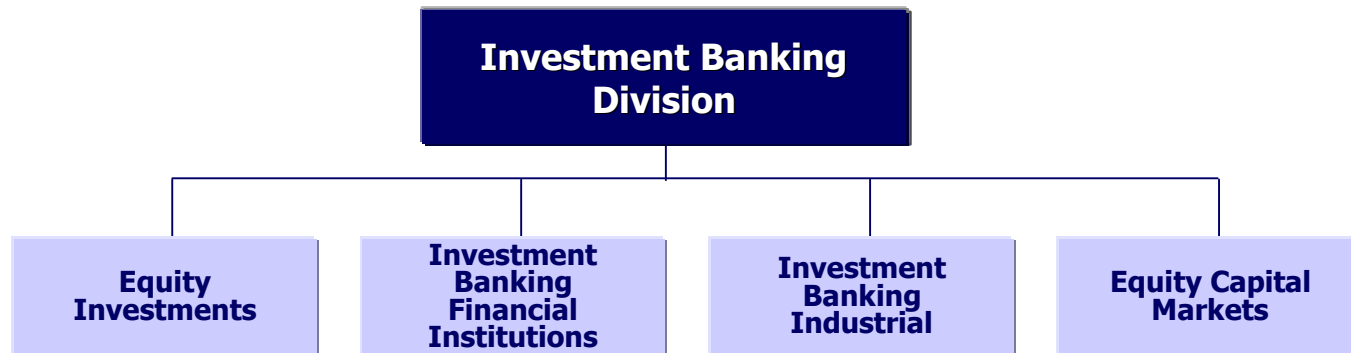 Investment Banking
Division
Equity
Investments
Investment
Banking
Financial
Institutions
Investment
Banking
Industrial
Equity Capital
Markets